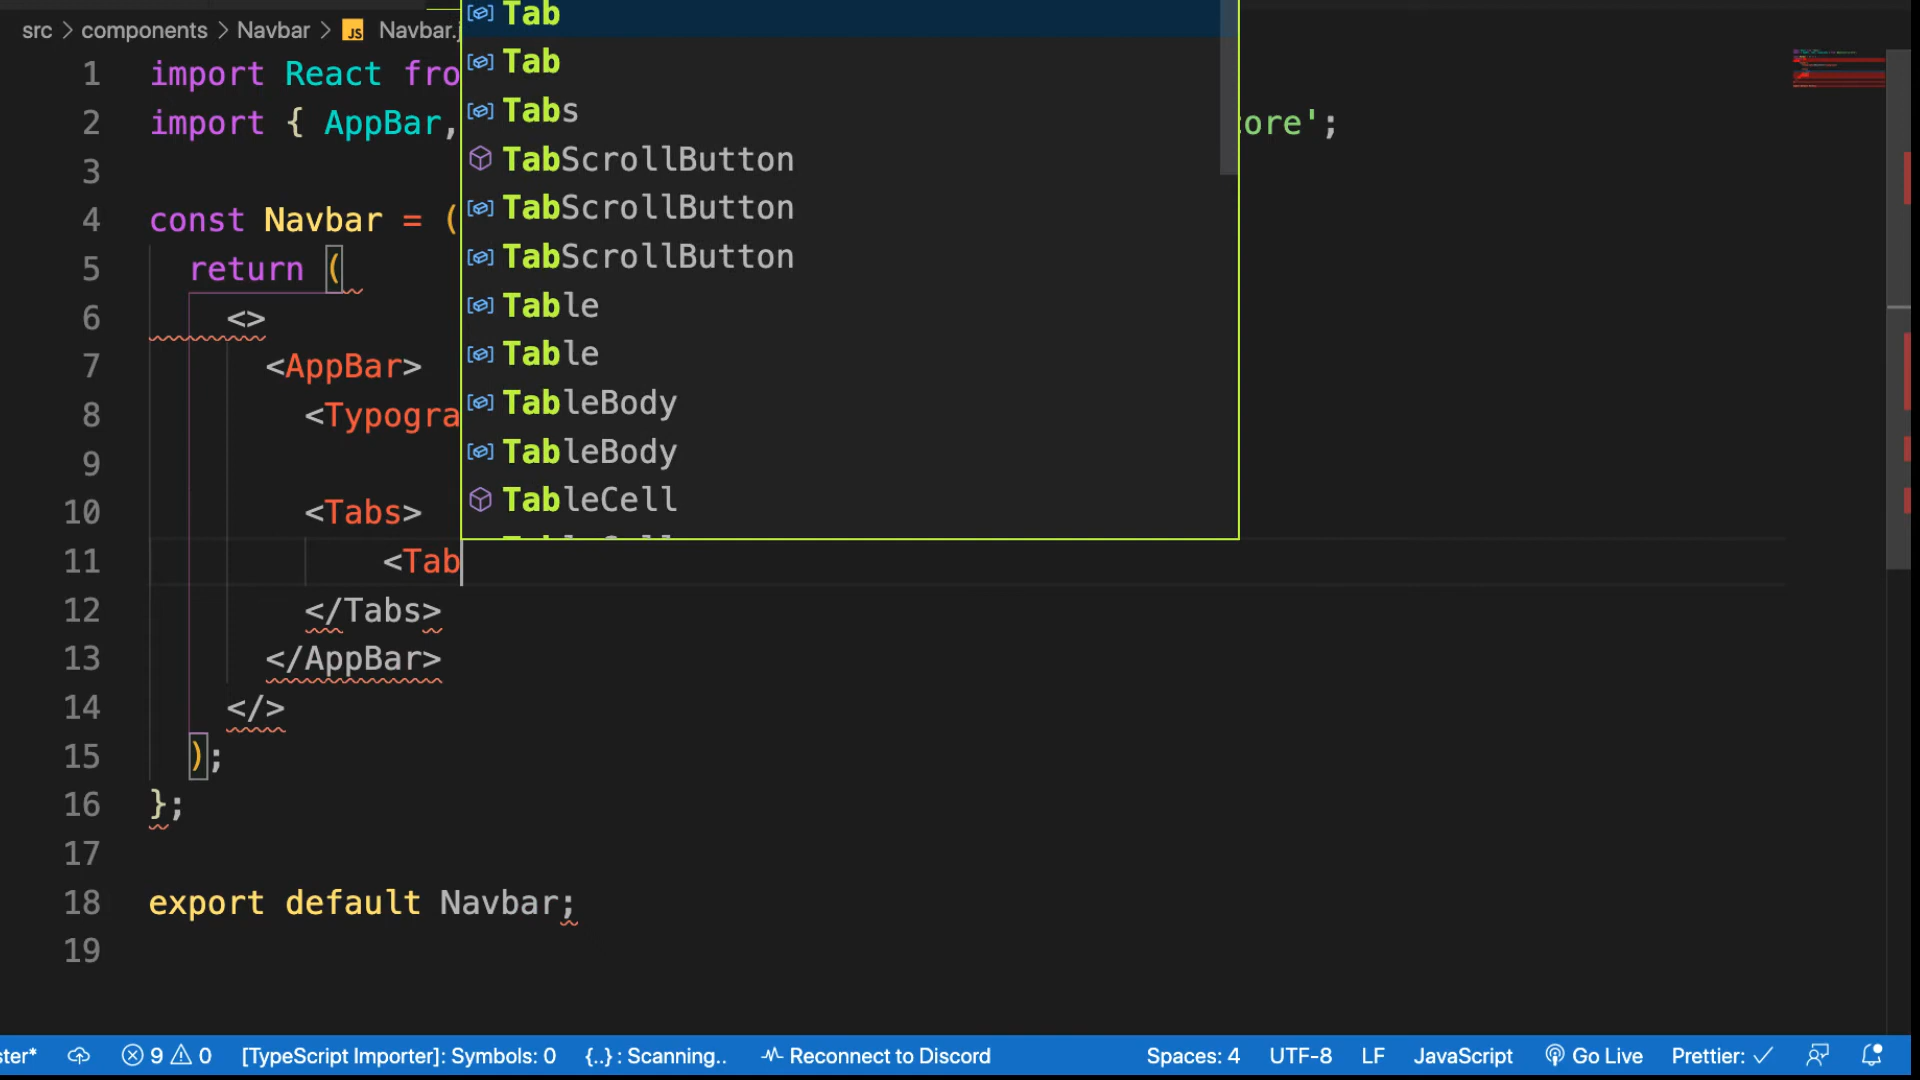 src > components > Navbar > JS Navbar.j
Tab
Tab
Tabs
TabScrollButton
TabScrollButton
TabScrollButton
Table
Table
TableBody
TableBody
TableCell
1 import React fro
2 import { AppBar, ore';
3
4 const Navbar = (
5 return (
6 <>
7 <AppBar>
8 <Typogra
9
10 <Tabs>
11 <Tab
12 </Tabs>
13 </AppBar>
14 </>
15 );
16 };
17
18 export default Navbar;
19
ster* 9 0 [TypeScript Importer]: Symbols: 0 {..} : Scanning.. Reconnect to Discord Spaces: 4 UTF-8 LF JavaScript Go Live Prettier: ✓